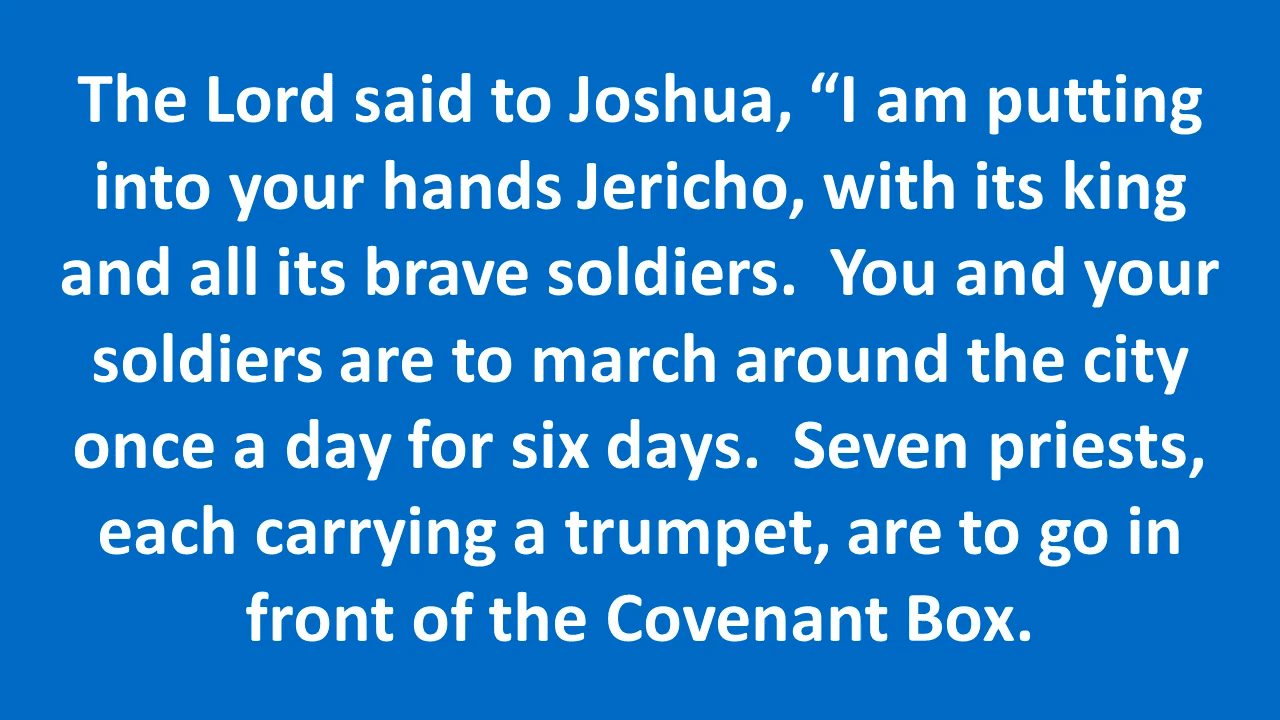 The Lord said to Joshua, “I am putting
into your hands Jericho, with its king
and all its brave soldiers.  You and your
soldiers are to march around the city
once a day for six days.  Seven priests,
each carrying a trumpet, are to go in
front of the Covenant Box.